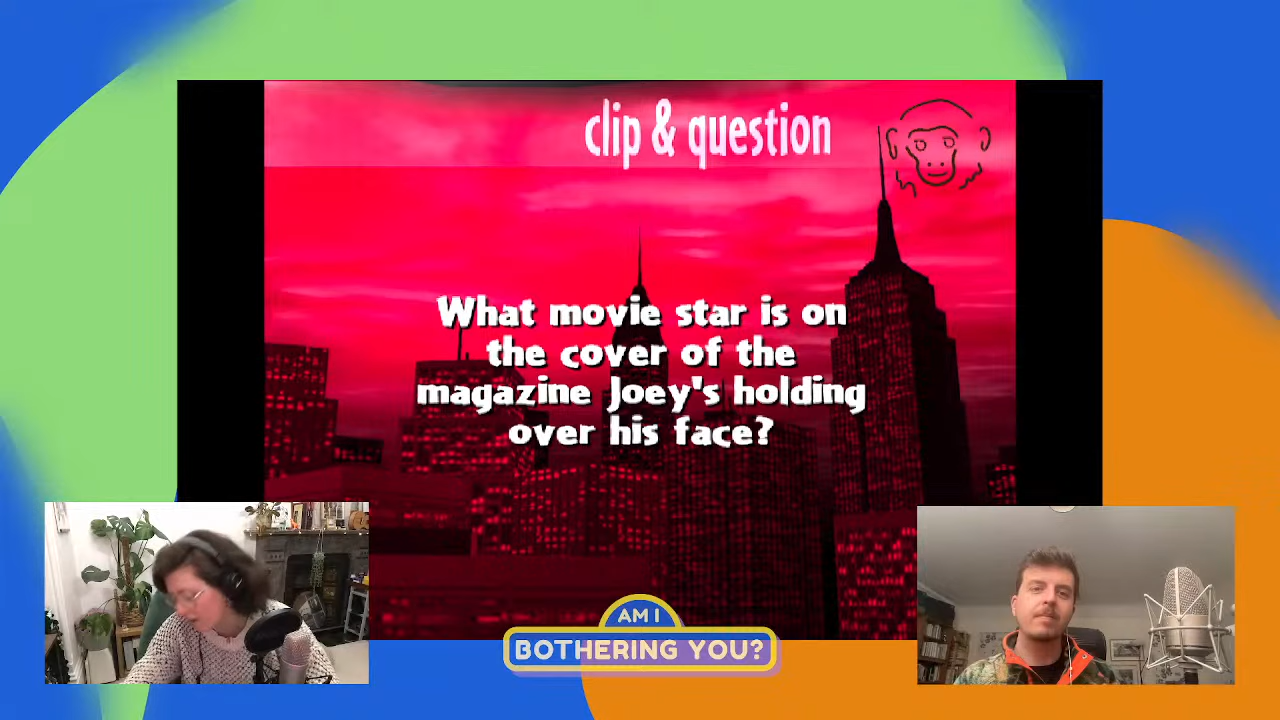 clip & question
What movie star is on
the cover of the
magazine Joey's holding
over his face?
AM I
BOTHERING YOU?